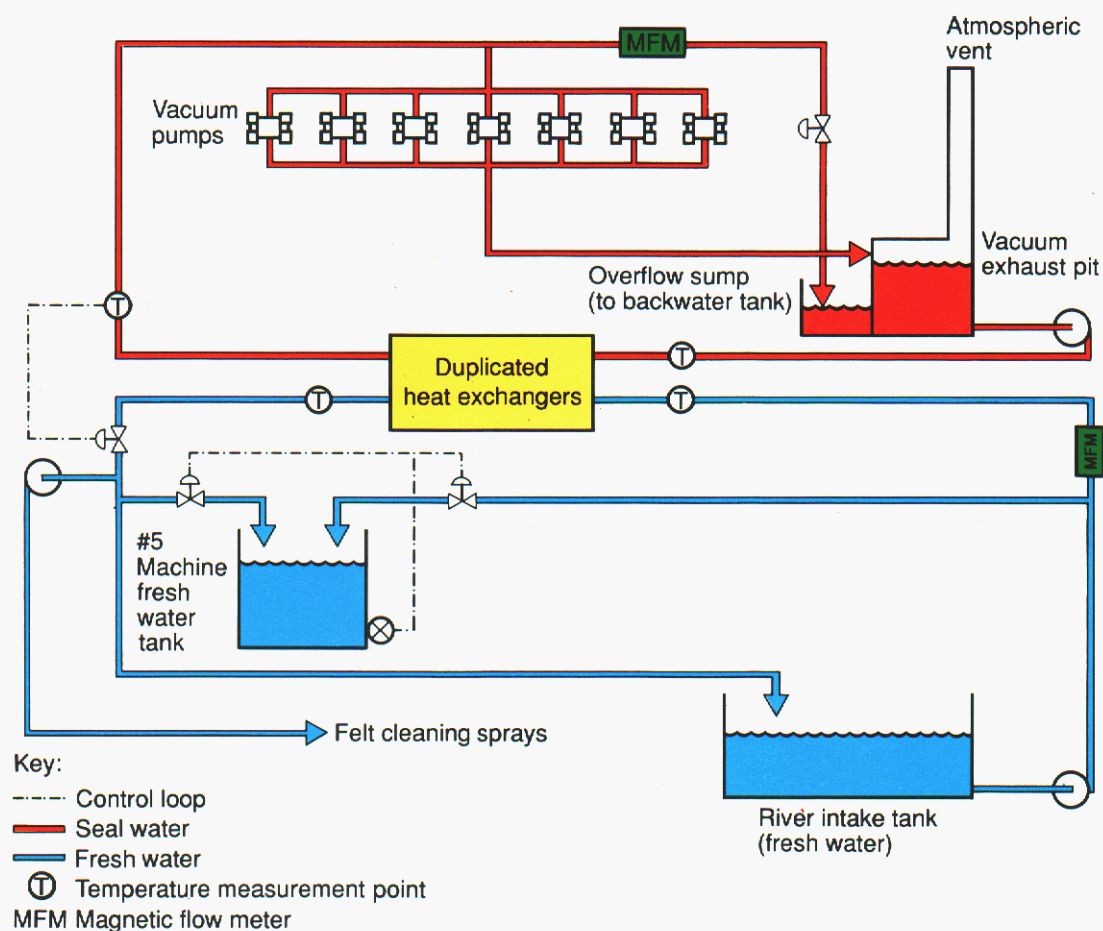 Atmospheric
vent
MFM
Vacuum
pumps
Vacuum
exhaust pit
Overflow sump
(to backwater tank)
T
T
Duplicated
heat exchangers
T
T
MFM
#5
Machine
fresh
water
tank
Felt cleaning sprays
River intake tank
(fresh water)
Key:
Control loop
Seal water
Fresh water
T Temperature measurement point
MFM Magnetic flow meter